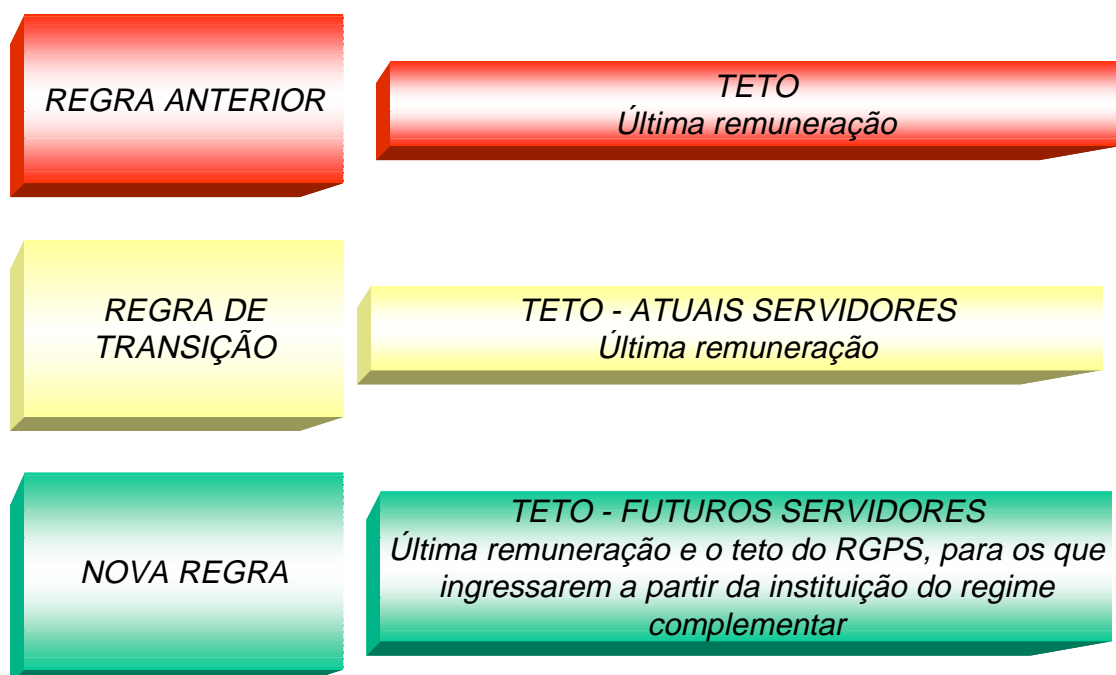 REGRA ANTERIOR
TETO
Última remuneração
REGRA DE
TRANSIÇÃO
TETO - ATUAIS SERVIDORES
Última remuneração
NOVA REGRA
TETO - FUTUROS SERVIDORES
Última remuneração e o teto do RGPS, para os que
ingressarem a partir da instituição do regime
complementar